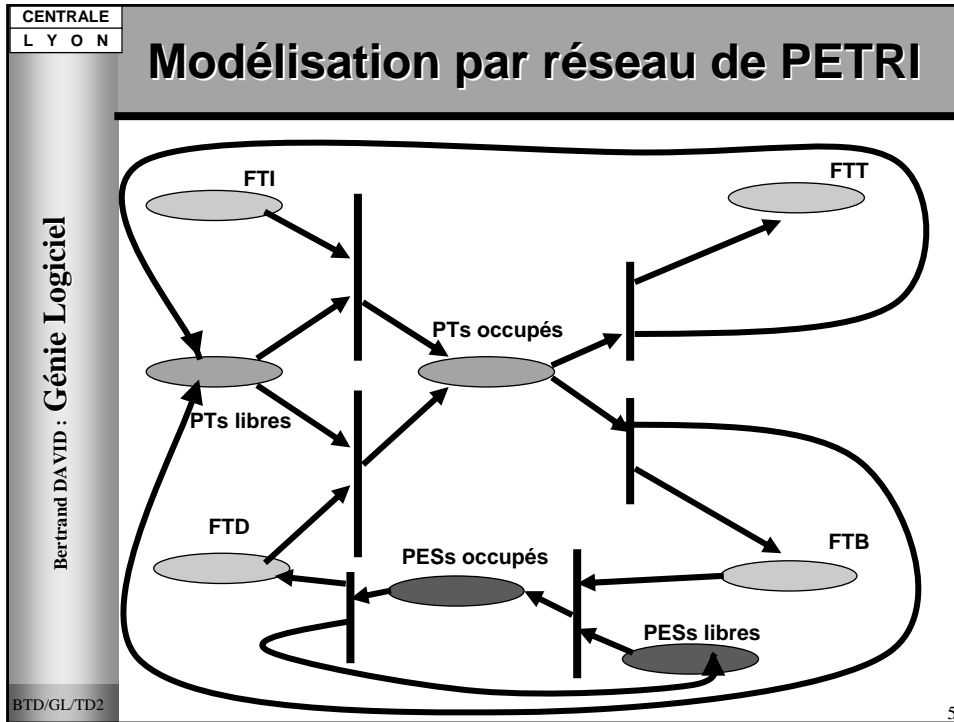 CENTRALE
L Y O N
Modélisation par réseau de PETRI
Bertrand DAVID : Génie Logiciel
FTI
FTT
PTs occupés
PTs libres
FTD
PESs occupés
FTB
PESs libres
BTD/GL/TD2
5